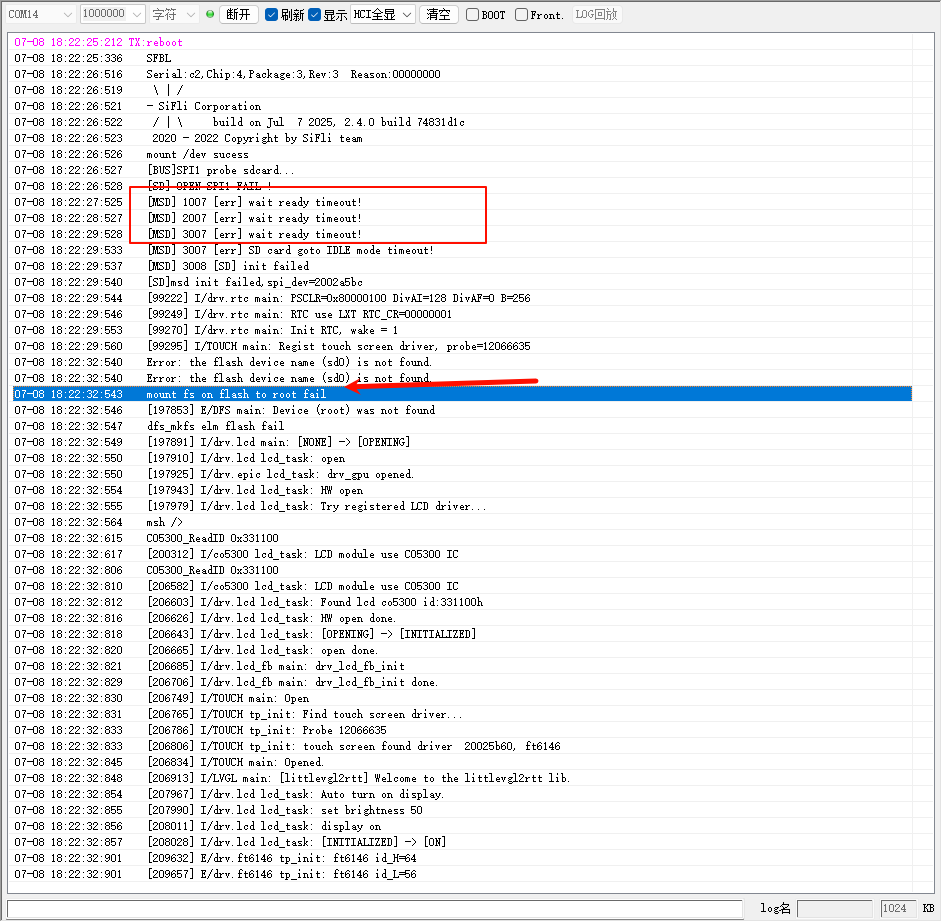 COM14 1000000 字符 断开 刷新 显示 HCI全显 清空 BOOT Front. LOG回放
07-08 18:22:25:212 TX:reboot
07-08 18:22:25:336 SFBL
07-08 18:22:26:516 Serial:c2,Chip:4,Package:3,Rev:3 Reason:00000000
07-08 18:22:26:519 \ | /
07-08 18:22:26:521 - SiFli Corporation
07-08 18:22:26:522 / | \ build on Jul 7 2025, 2.4.0 build 74831d1c
07-08 18:22:26:523 2020 - 2022 Copyright by SiFli team
07-08 18:22:26:526 mount /dev sucess
07-08 18:22:26:527 [BUS]SPI1 probe sdcard...
07-08 18:22:26:528 [SD] OPEN SPI1 FAIL !
07-08 18:22:27:525 [MSD] 1007 [err] wait ready timeout!
07-08 18:22:28:527 [MSD] 2007 [err] wait ready timeout!
07-08 18:22:29:528 [MSD] 3007 [err] wait ready timeout!
07-08 18:22:29:533 [MSD] 3007 [err] SD card goto IDLE mode timeout!
07-08 18:22:29:537 [MSD] 3008 [SD] init failed
07-08 18:22:29:540 [SD]msd init failed,spi_dev=2002a5bc
07-08 18:22:29:544 [99222] I/drv.rtc main: PSCLR=0x80000100 DivAI=128 DivAF=0 B=256
07-08 18:22:29:546 [99249] I/drv.rtc main: RTC use LXT RTC_CR=00000001
07-08 18:22:29:553 [99270] I/drv.rtc main: Init RTC, wake = 1
07-08 18:22:29:560 [99295] I/TOUCH main: Regist touch screen driver, probe=12066635
07-08 18:22:32:540 Error: the flash device name (sd0) is not found.
07-08 18:22:32:540 Error: the flash device name (sd0) is not found.
07-08 18:22:32:543 mount fs on flash to root fail
07-08 18:22:32:546 [197853] E/DFS main: Device (root) was not found
07-08 18:22:32:547 dfs_mkfs elm flash fail
07-08 18:22:32:549 [197891] I/drv.lcd main: [NONE] -> [OPENING]
07-08 18:22:32:550 [197910] I/drv.lcd lcd_task: open
07-08 18:22:32:550 [197925] I/drv.epic lcd_task: drv_gpu opened.
07-08 18:22:32:554 [197943] I/drv.lcd lcd_task: HW open
07-08 18:22:32:555 [197979] I/drv.lcd lcd_task: Try registered LCD driver...
07-08 18:22:32:564 msh />
07-08 18:22:32:615 CO5300_ReadID 0x331100
07-08 18:22:32:617 [200312] I/co5300 lcd_task: LCD module use CO5300 IC
07-08 18:22:32:806 CO5300_ReadID 0x331100
07-08 18:22:32:810 [206582] I/co5300 lcd_task: LCD module use CO5300 IC
07-08 18:22:32:812 [206603] I/drv.lcd lcd_task: Found lcd co5300 id:331100h
07-08 18:22:32:816 [206626] I/drv.lcd lcd_task: HW open done.
07-08 18:22:32:818 [206643] I/drv.lcd lcd_task: [OPENING] -> [INITIALIZED]
07-08 18:22:32:820 [206665] I/drv.lcd lcd_task: open done.
07-08 18:22:32:821 [206685] I/drv.lcd_fb main: drv_lcd_fb_init
07-08 18:22:32:829 [206706] I/drv.lcd_fb main: drv_lcd_fb_init done.
07-08 18:22:32:830 [206749] I/TOUCH main: Open
07-08 18:22:32:831 [206765] I/TOUCH tp_init: Find touch screen driver...
07-08 18:22:32:833 [206786] I/TOUCH tp_init: Probe 12066635
07-08 18:22:32:833 [206806] I/TOUCH tp_init: touch screen found driver 20025b60, ft6146
07-08 18:22:32:845 [206834] I/TOUCH main: Opened.
07-08 18:22:32:848 [206913] I/LVGL main: [littlevgl2rtt] Welcome to the littlevgl2rtt lib.
07-08 18:22:32:854 [207967] I/drv.lcd lcd_task: Auto turn on display.
07-08 18:22:32:855 [207990] I/drv.lcd lcd_task: set brightness 50
07-08 18:22:32:856 [208011] I/drv.lcd lcd_task: display on
07-08 18:22:32:857 [208028] I/drv.lcd lcd_task: [INITIALIZED] -> [ON]
07-08 18:22:32:901 [209632] E/drv.ft6146 tp_init: ft6146 id_H=64
07-08 18:22:32:901 [209657] E/drv.ft6146 tp_init: ft6146 id_L=56
log名 1024 KB